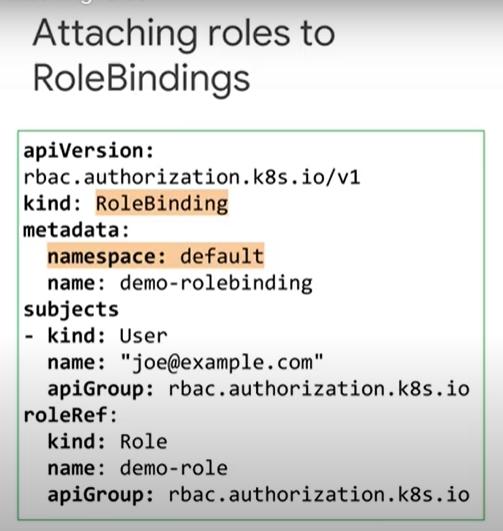 Attaching roles to
RoleBindings
apiVersion:
rbac.authorization.k8s.io/v1
kind: RoleBinding
metadata:
  namespace: default
  name: demo-rolebinding
subjects
- kind: User
  name: "joe@example.com"
  apiGroup: rbac.authorization.k8s.io
roleRef:
  kind: Role
  name: demo-role
  apiGroup: rbac.authorization.k8s.io